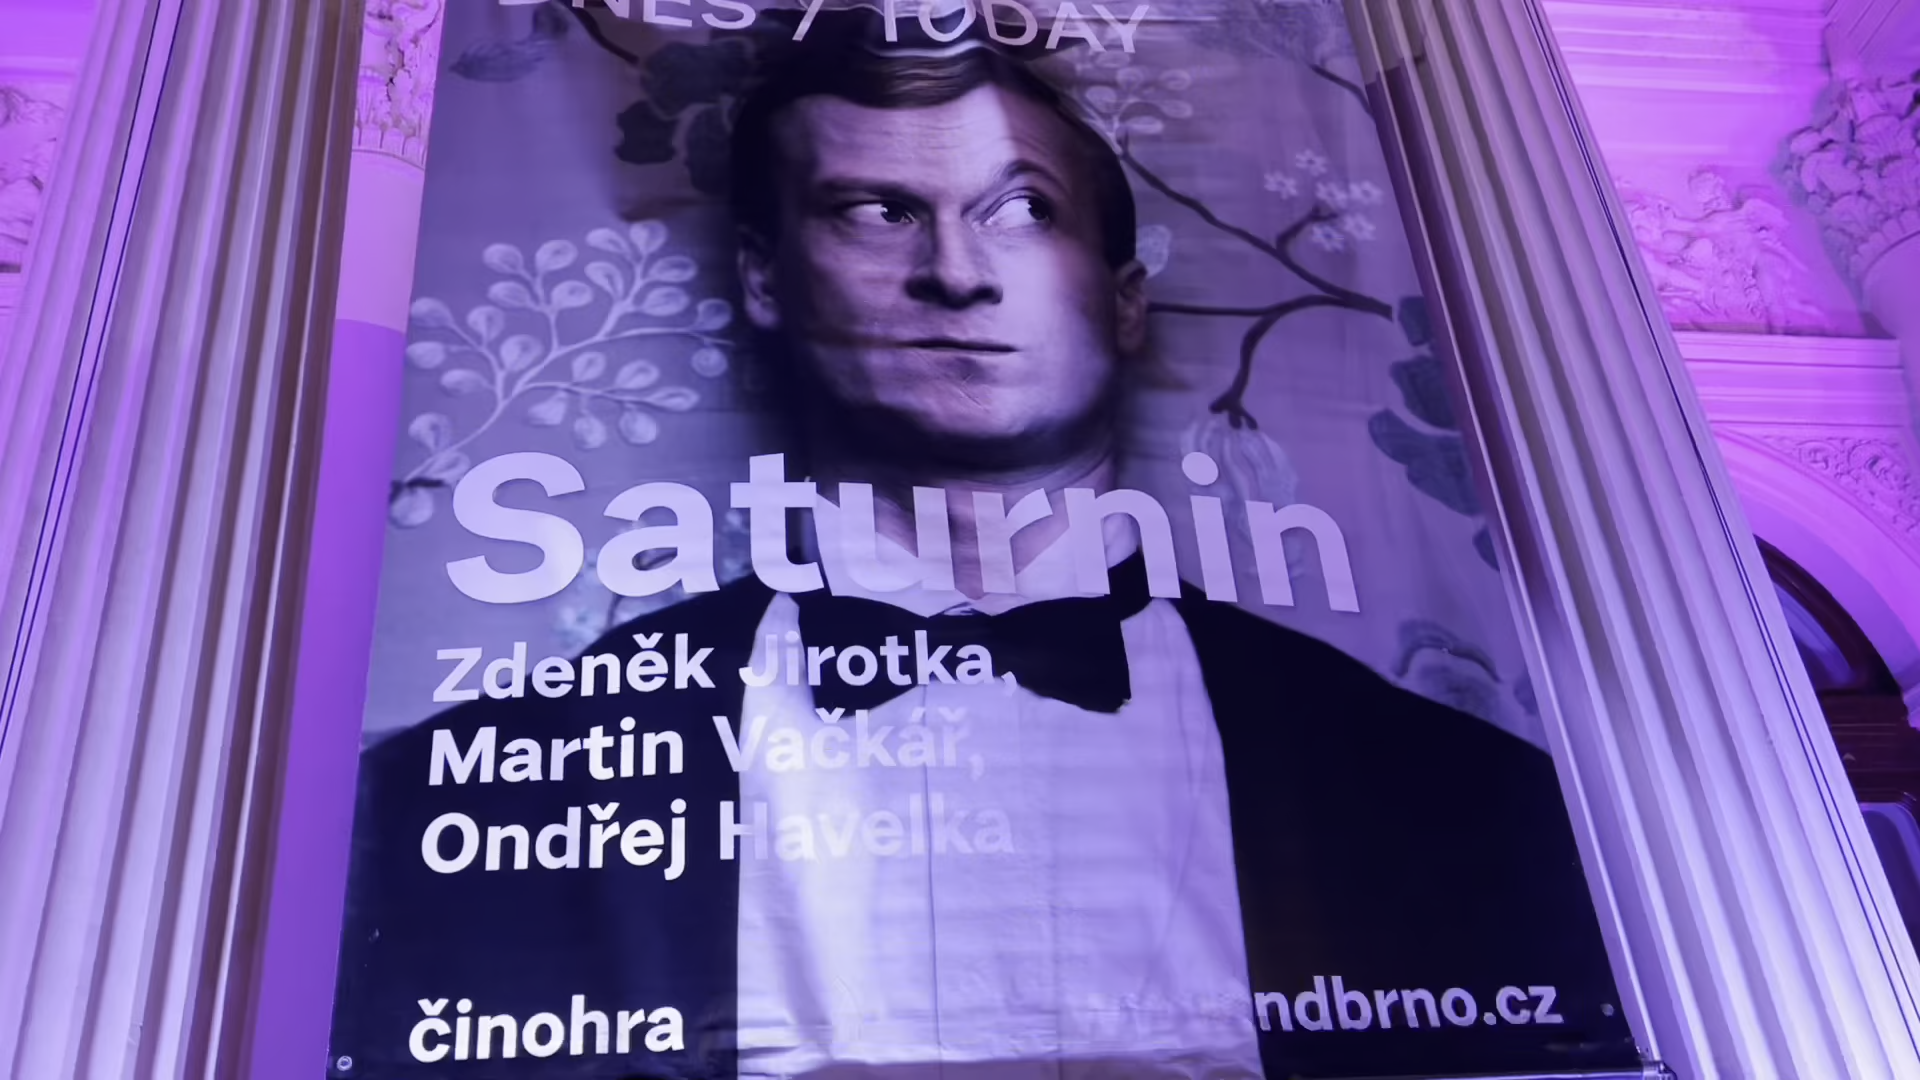 DNES / TODAY
Saturnin
Zdeněk Jirotka,
Martin Vačkář,
Ondřej Havelka
činohra
ndbrno.cz